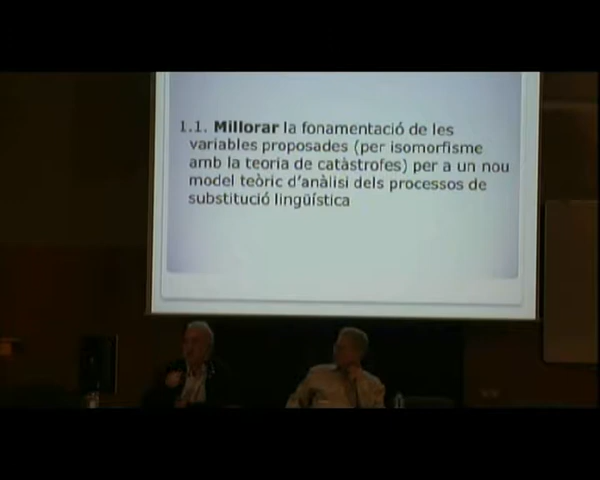 1.1. Millorar la fonamentació de les
variables proposades (per isomorfisme
amb la teoria de catàstrofes) per a un nou
model teòric d'anàlisi dels processos de
substitució lingüística